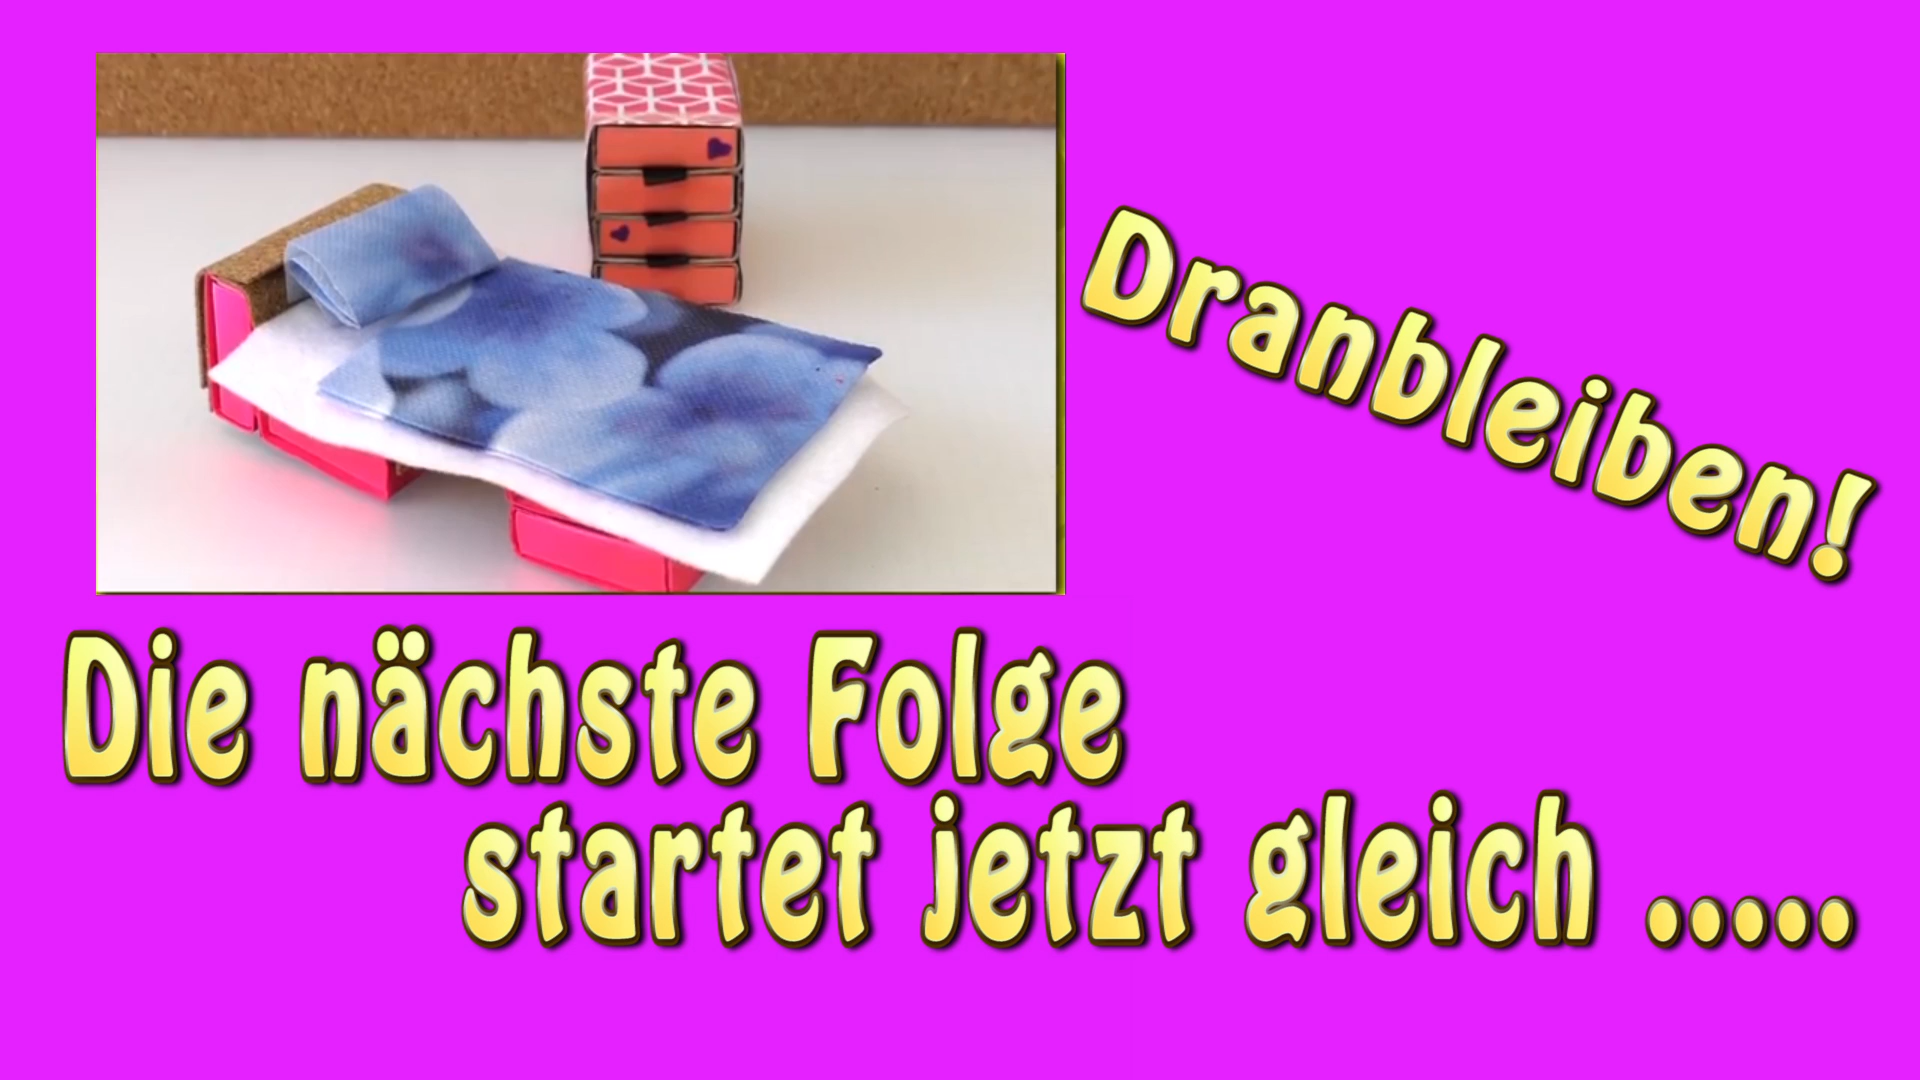 Dranbleiben!
Die nächste Folge
startet jetzt gleich .....